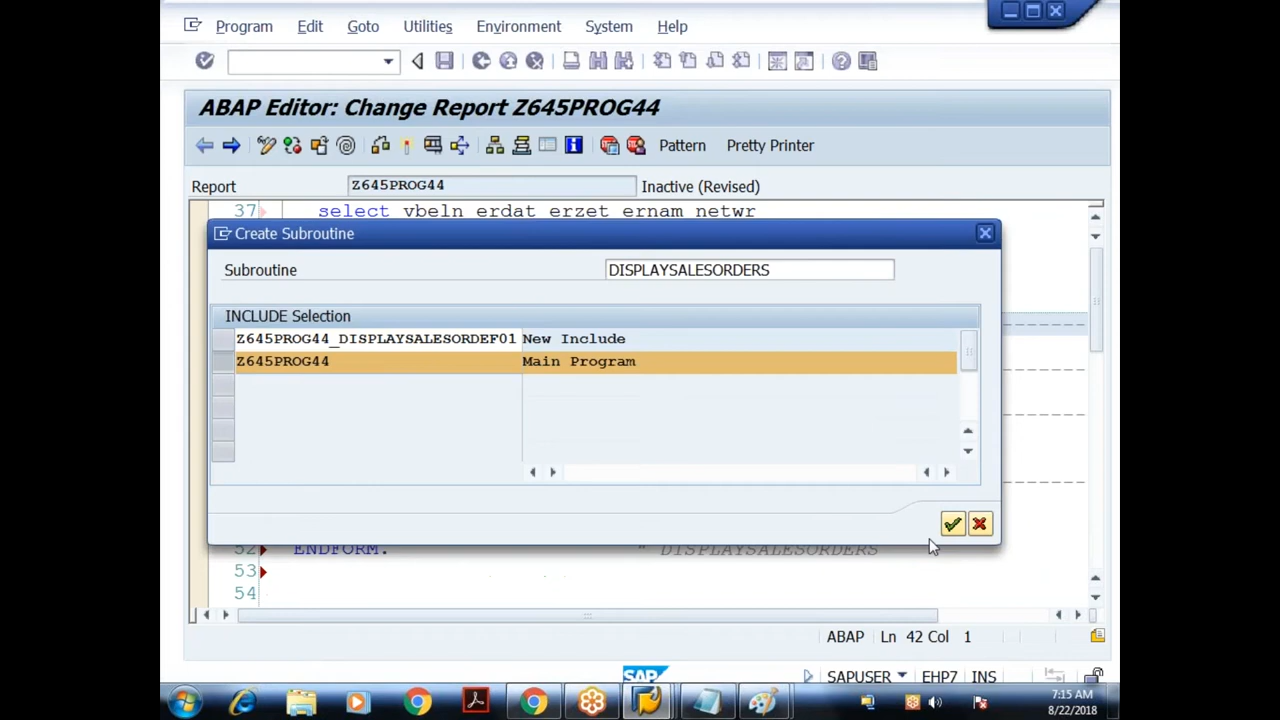 Program Edit Goto Utilities Environment System Help
ABAP Editor: Change Report Z645PROG44
Pattern Pretty Printer
Report Z645PROG44 Inactive (Revised)
37 select vbeln erdat erzet ernam netwr
Create Subroutine
Subroutine DISPLAYSALESORDERS
INCLUDE Selection
Z645PROG44_DISPLAYSALESORDEF01 New Include
Z645PROG44 Main Program
52 ENDFORM. " DISPLAYSALESORDERS
53
54
ABAP Ln 42 Col 1
SAP
SAPUSER EHP7 INS
7:15 AM
8/22/2018